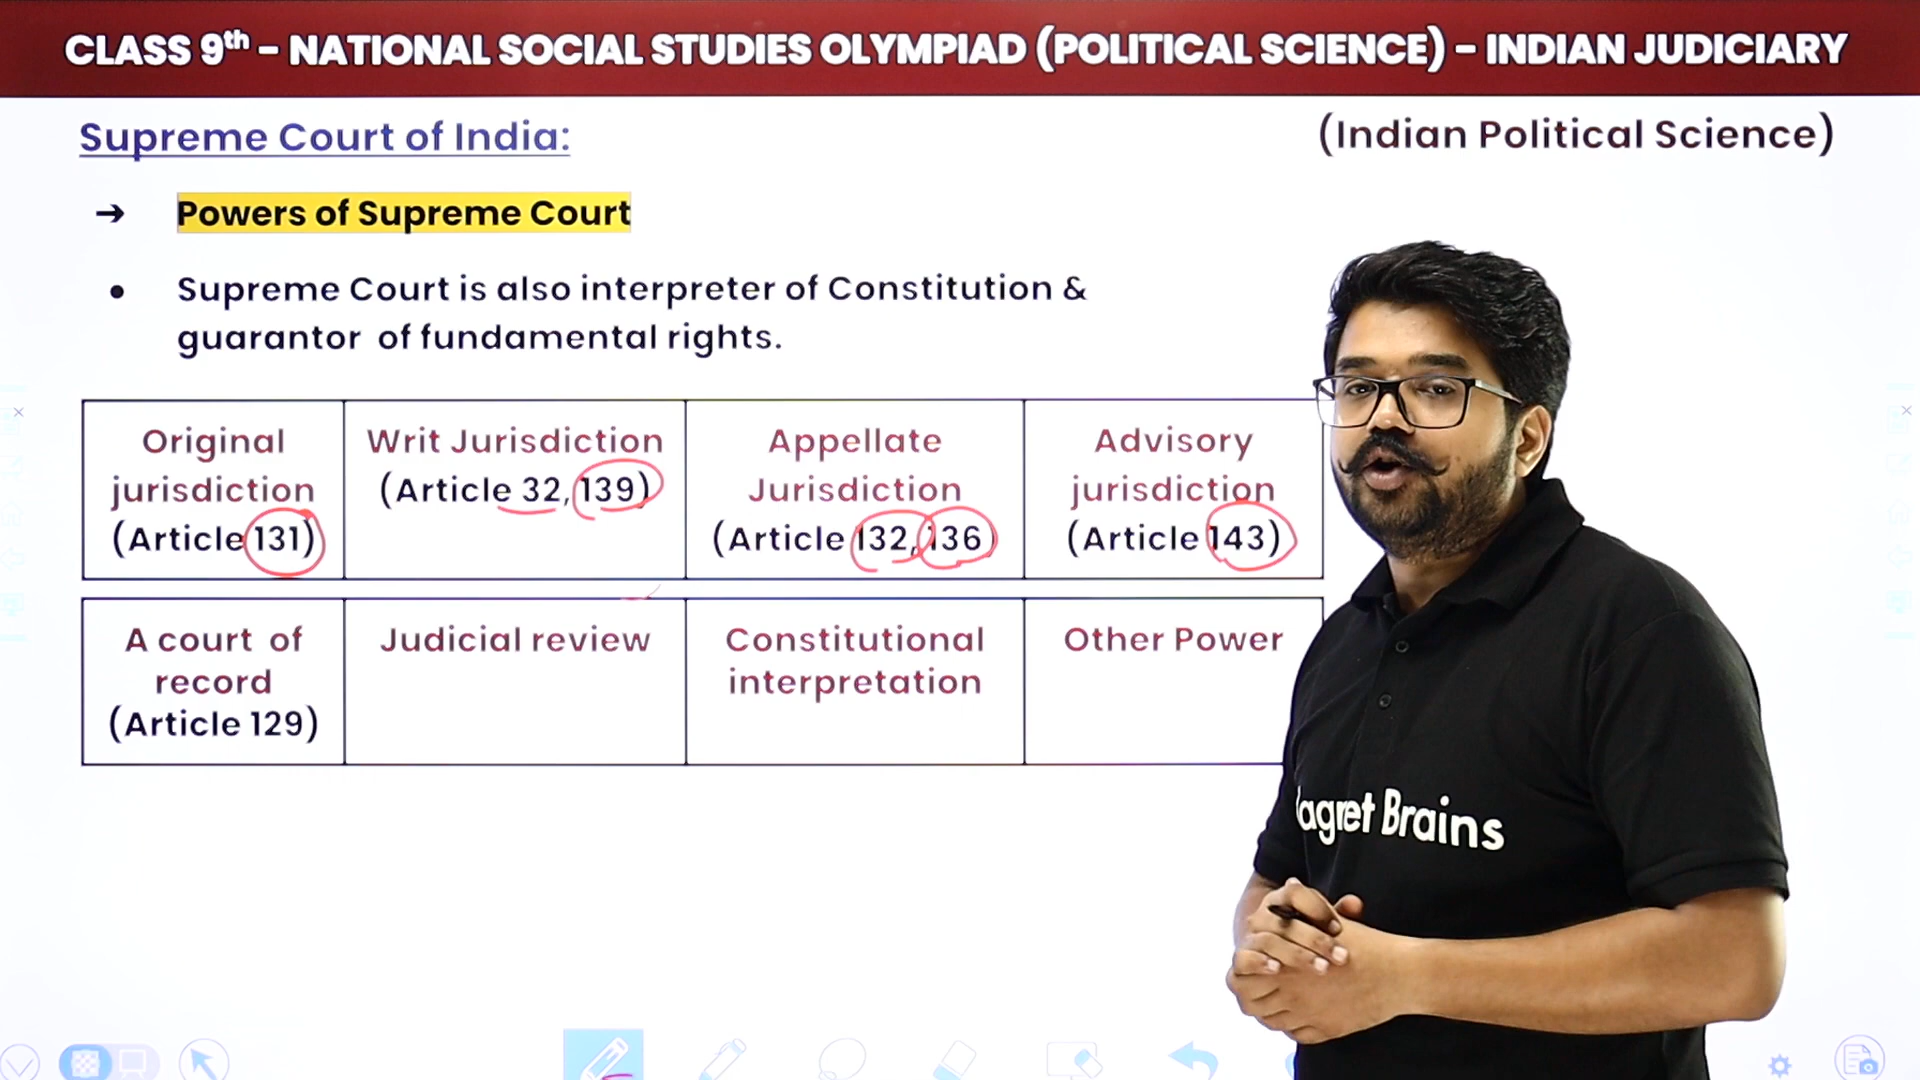 CLASS 9th - NATIONAL SOCIAL STUDIES OLYMPIAD (POLITICAL SCIENCE) - INDIAN JUDICIARY
Supreme Court of India:
(Indian Political Science)
➔ Powers of Supreme Court
● Supreme Court is also interpreter of Constitution &
guarantor of fundamental rights.
Original
jurisdiction
(Article 131)
Writ Jurisdiction
(Article 32, 139)
Appellate
Jurisdiction
(Article 132, 136)
Advisory
jurisdiction
(Article 143)
A court of
record
(Article 129)
Judicial review
Constitutional
interpretation
Other Power
Jagret Brains